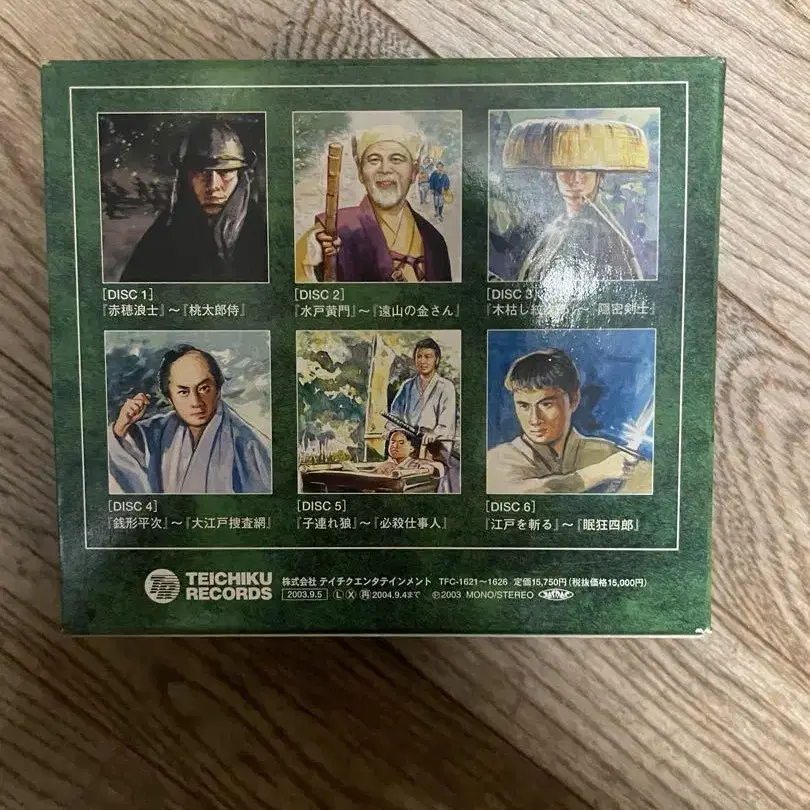 [DISC 1]
『赤穂浪士』～『桃太郎侍』
[DISC 2]
『水戸黄門』～『遠山の金さん』
[DISC 3]
『木枯し紋 ～ 隠密剣士』
[DISC 4]
『銭形平次』～『大江戸捜査網』
[DISC 5]
『子連れ狼』～『必殺仕事人』
[DISC 6]
『江戸を斬る』～『眠狂四郎』
TEICHIKU RECORDS
株式会社 テイチクエンタテインメント TFC-1621～1626 定価15,750円(税抜価格15,000円)
2003.9.5 Ⓛ Ⓧ 再 2004.9.4まで ℗2003 MONO/STEREO